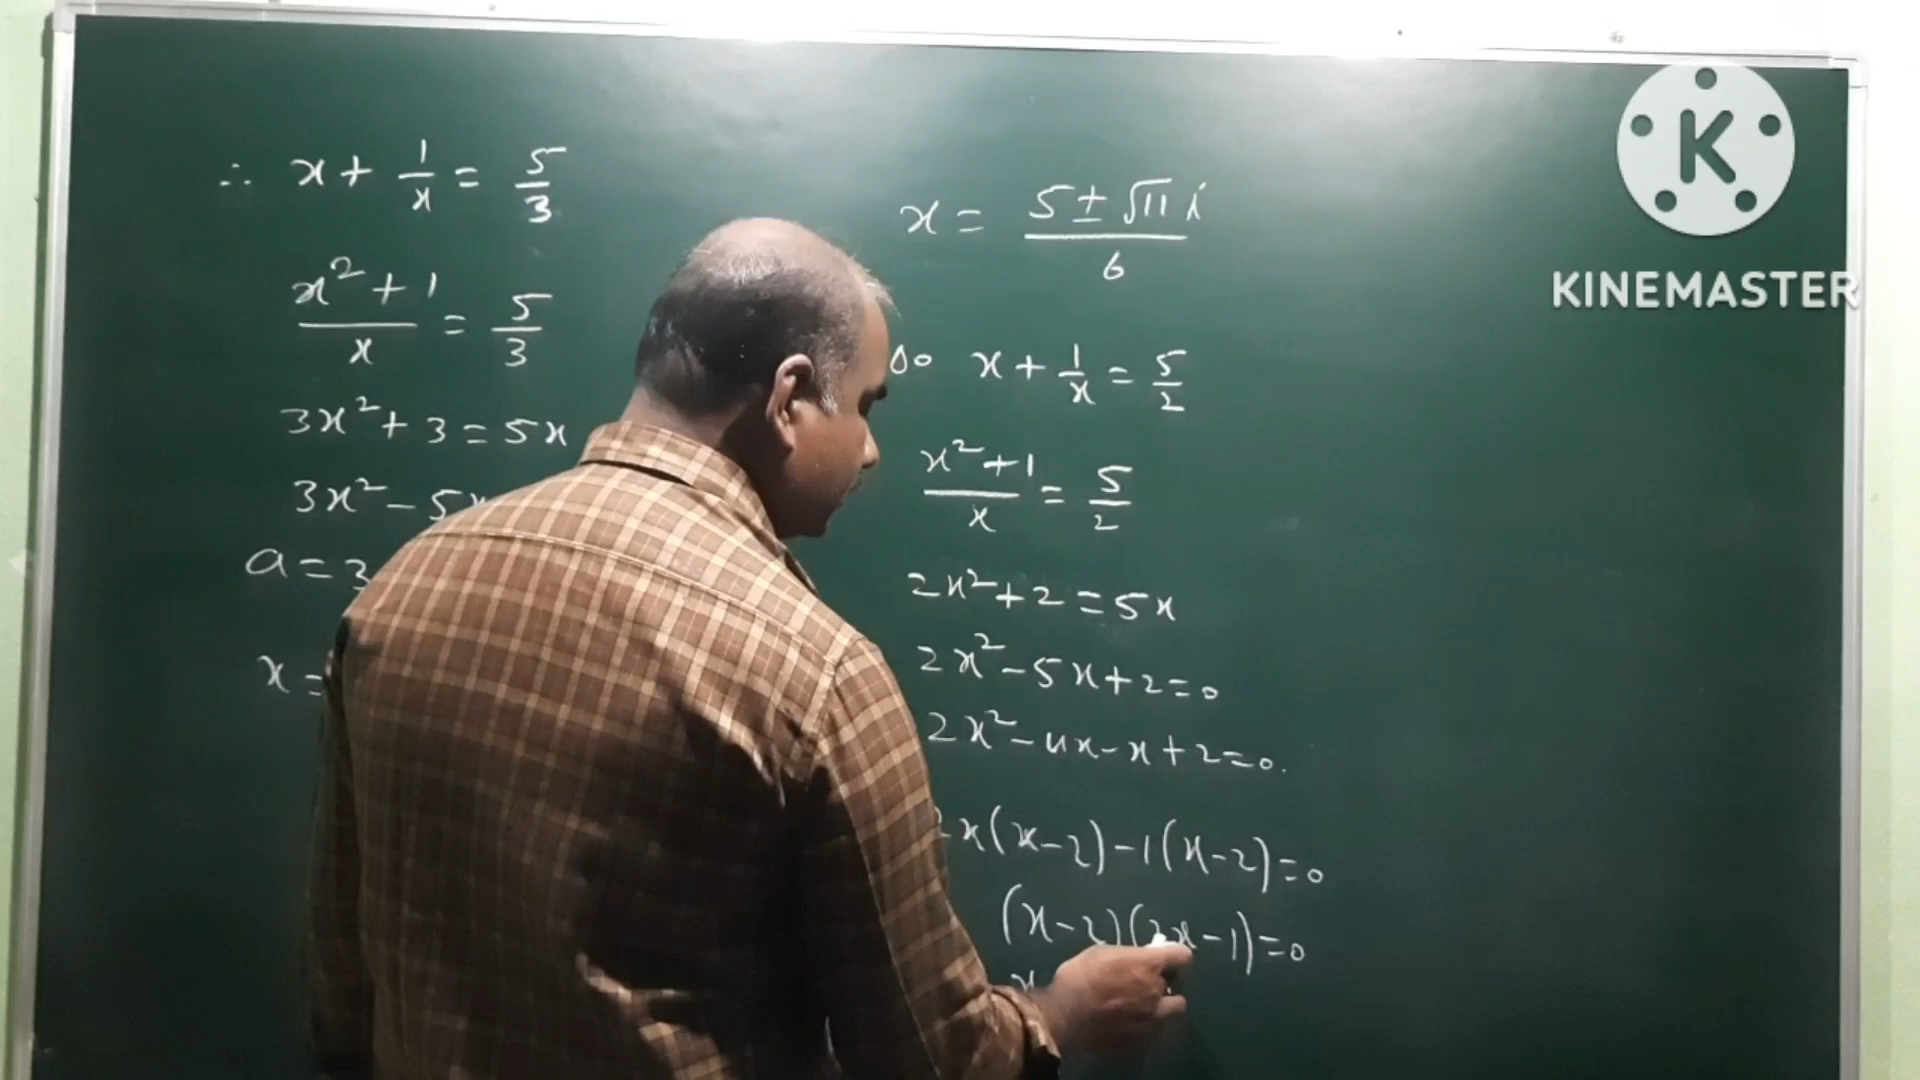 ∴ x + 1/x = 5/3
(x² + 1)/x = 5/3
3x² + 3 = 5x
3x² - 5x
a = 3
x =
x = (5 ± √11 i)/6
x + 1/x = 5/2
(x² + 1)/x = 5/2
2x² + 2 = 5x
2x² - 5x + 2 = 0
2x² - 4x - x + 2 = 0.
2x(x - 2) - 1(x - 2) = 0
(x - 2)(2x - 1) = 0
x
K
KINEMASTER